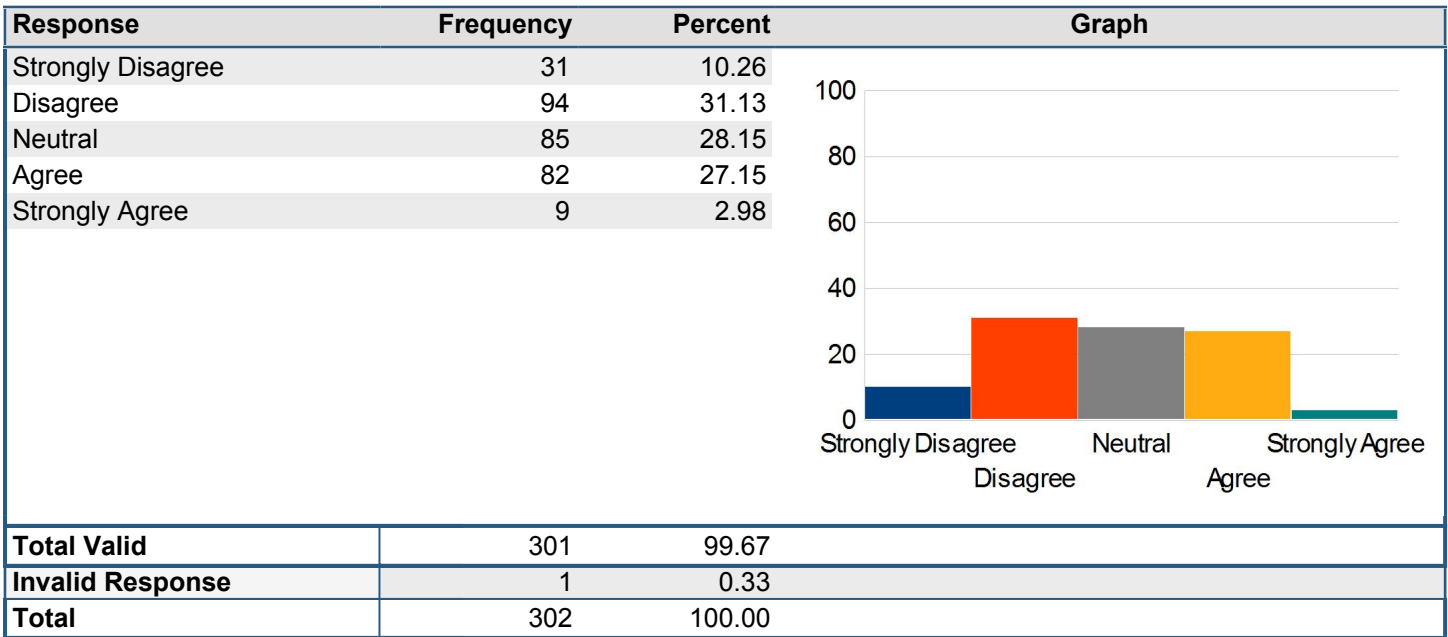 Response Frequency Percent Graph
Strongly Disagree 31 10.26
Disagree 94 31.13
Neutral 85 28.15
Agree 82 27.15
Strongly Agree 9 2.98
100
80
60
40
20
0
Strongly Disagree Neutral Strongly Agree
Disagree Agree
Total Valid 301 99.67
Invalid Response 1 0.33
Total 302 100.00